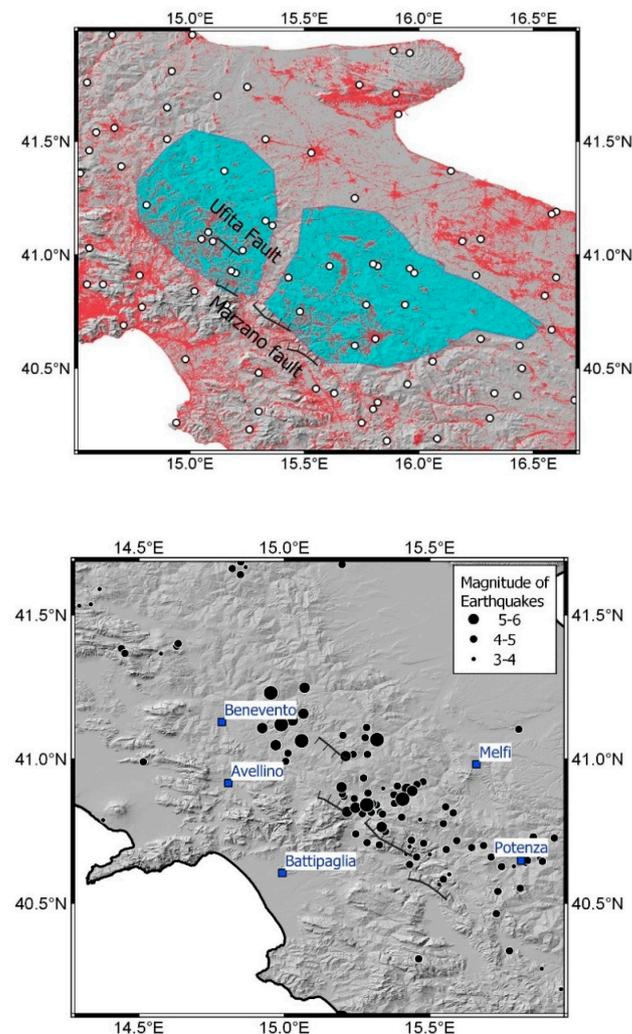 15.0°E 15.5°E 16.0°E 16.5°E
41.5°N 41.5°N
Ufita Fault
41.0°N 41.0°N
Marzano fault
40.5°N 40.5°N
15.0°E 15.5°E 16.0°E 16.5°E
14.5°E 15.0°E 15.5°E
Magnitude of
Earthquakes
5-6
4-5
3-4
41.5°N 41.5°N
Benevento
41.0°N Melfi 41.0°N
Avellino
Battipaglia Potenza
40.5°N 40.5°N
14.5°E 15.0°E 15.5°E